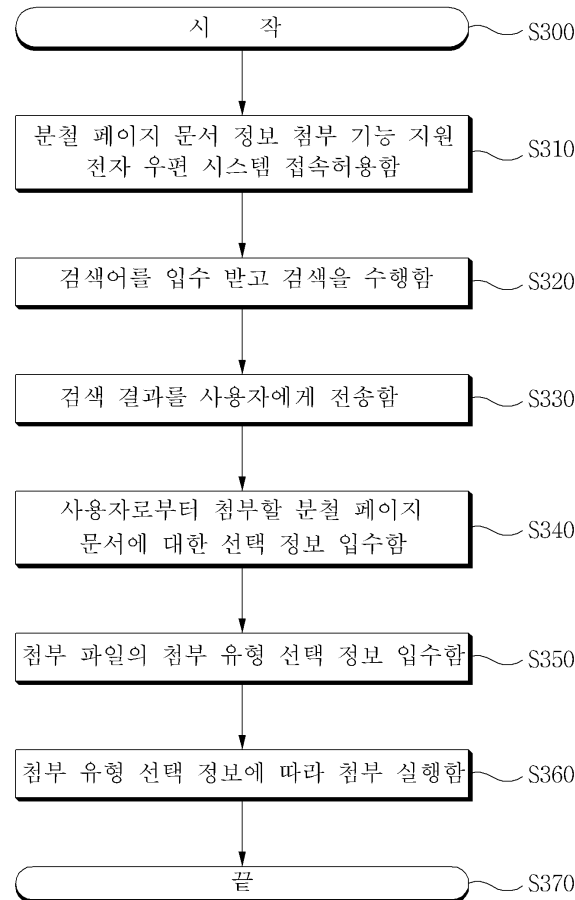 시 작
S300
분철 페이지 문서 정보 첨부 기능 지원
전자 우편 시스템 접속허용함
S310
검색어를 입수 받고 검색을 수행함
S320
검색 결과를 사용자에게 전송함
S330
사용자로부터 첨부할 분철 페이지
문서에 대한 선택 정보 입수함
S340
첨부 파일의 첨부 유형 선택 정보 입수함
S350
첨부 유형 선택 정보에 따라 첨부 실행함
S360
끝
S370